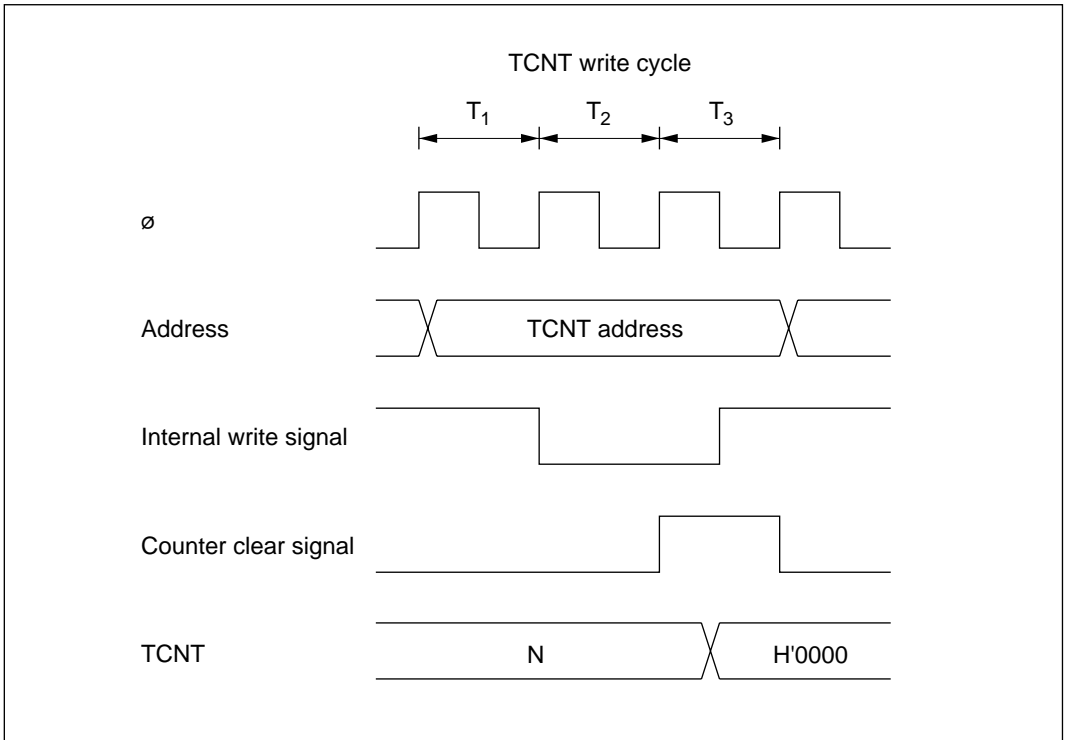 TCNT write cycle
T1 T2 T3
ø
Address
TCNT address
Internal write signal
Counter clear signal
TCNT
N
H'0000